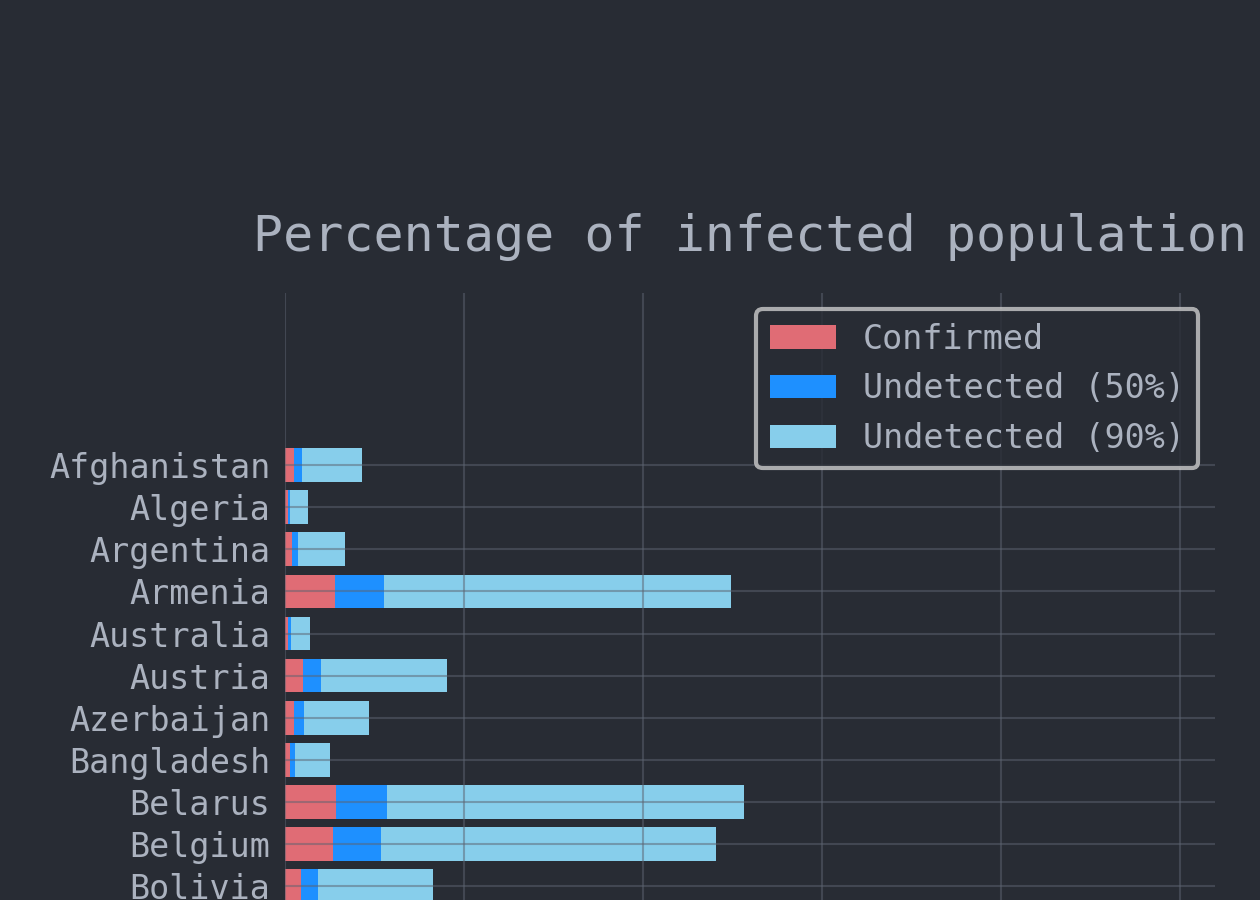 Percentage of infected population
Confirmed
Undetected (50%)
Undetected (90%)
Afghanistan
Algeria
Argentina
Armenia
Australia
Austria
Azerbaijan
Bangladesh
Belarus
Belgium
Bolivia